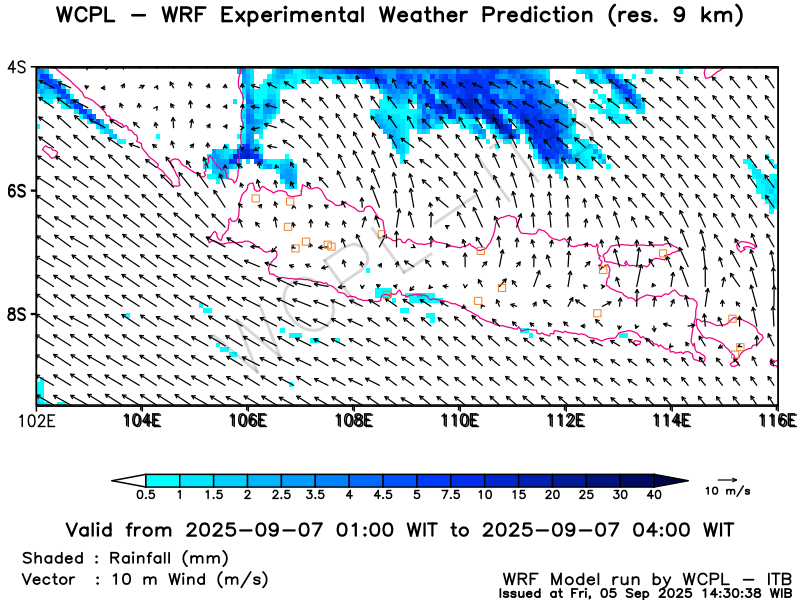 WCPL – WRF Experimental Weather Prediction (res. 9 km)
4S
6S
8S
102E 104E 106E 108E 110E 112E 114E 116E
WCPL–ITB
0.5 1 1.5 2 2.5 3.5 4 4.5 5 7.5 10 15 20 25 30 40
10 m/s
Valid from 2025–09–07 01:00 WIT to 2025–09–07 04:00 WIT
Shaded : Rainfall (mm)
Vector : 10 m Wind (m/s)
WRF Model run by WCPL – ITB
Issued at Fri, 05 Sep 2025 14:30:38 WIB